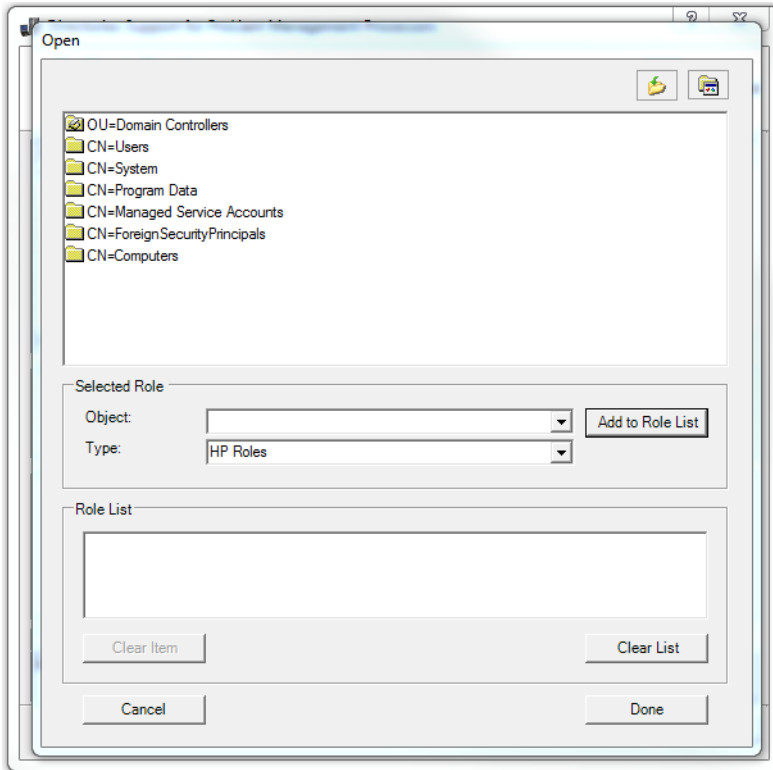 Open
OU=Domain Controllers
CN=Users
CN=System
CN=Program Data
CN=Managed Service Accounts
CN=ForeignSecurityPrincipals
CN=Computers
Selected Role
Object:
Add to Role List
Type:
HP Roles
Role List
Clear Item
Clear List
Cancel
Done